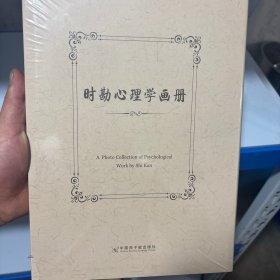 时勘心理学画册
A Photo Collection of Psychological
Work by Shi Kan